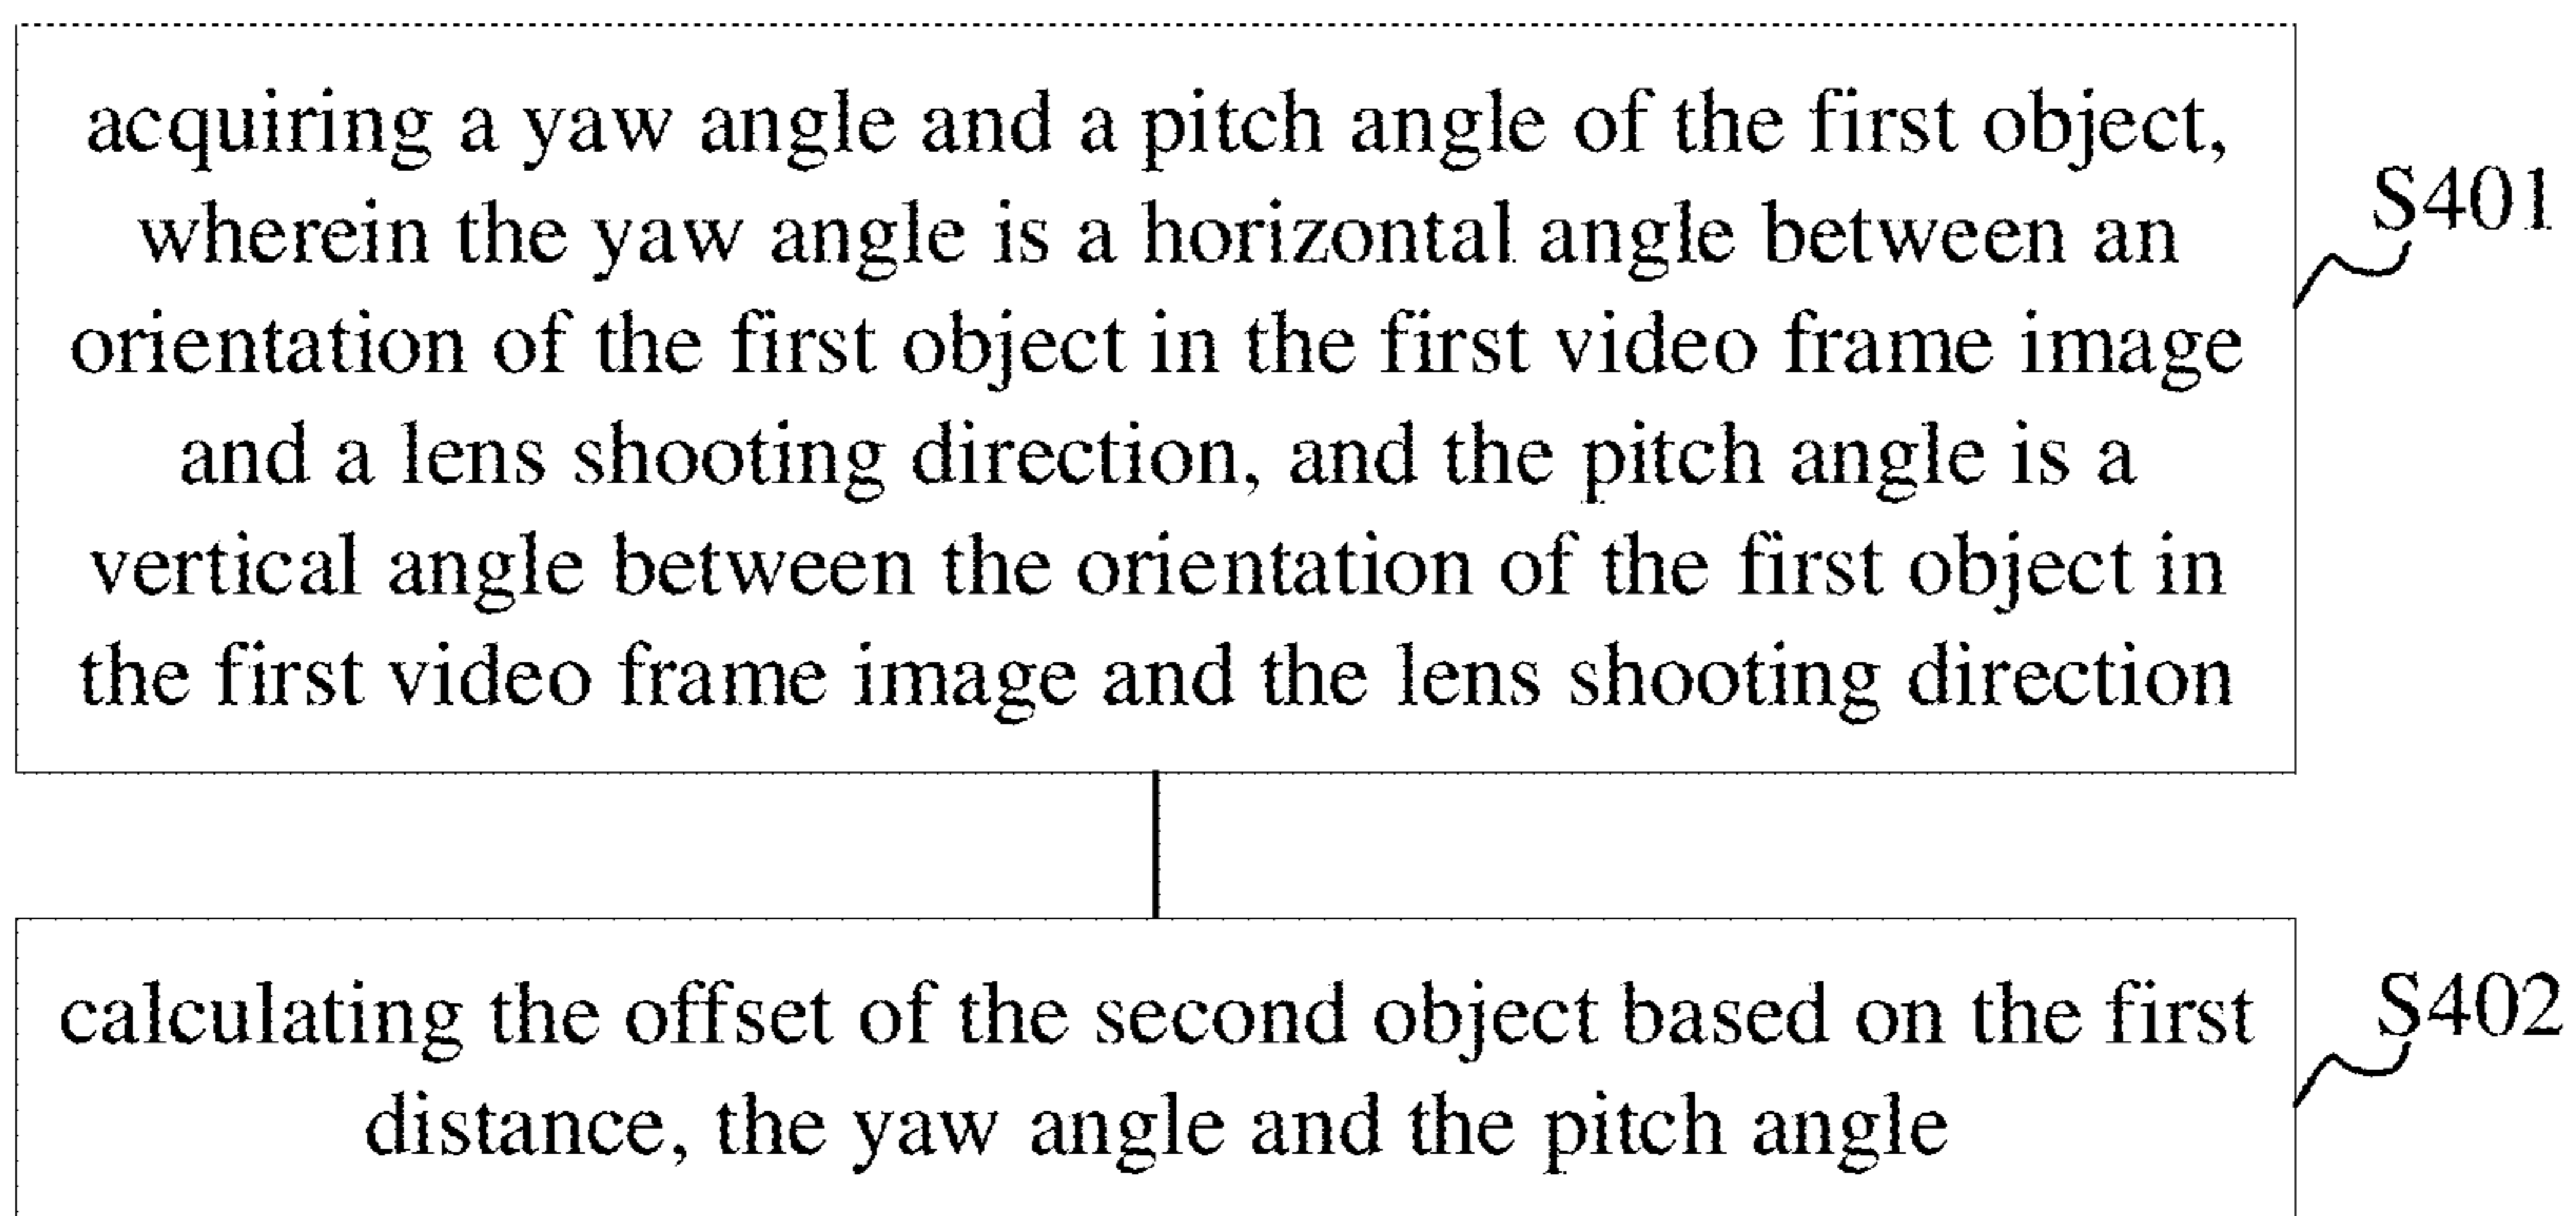 acquiring a yaw angle and a pitch angle of the first object,
wherein the yaw angle is a horizontal angle between an
orientation of the first object in the first video frame image
and a lens shooting direction, and the pitch angle is a
vertical angle between the orientation of the first object in
the first video frame image and the lens shooting direction
S401
calculating the offset of the second object based on the first
distance, the yaw angle and the pitch angle
S402